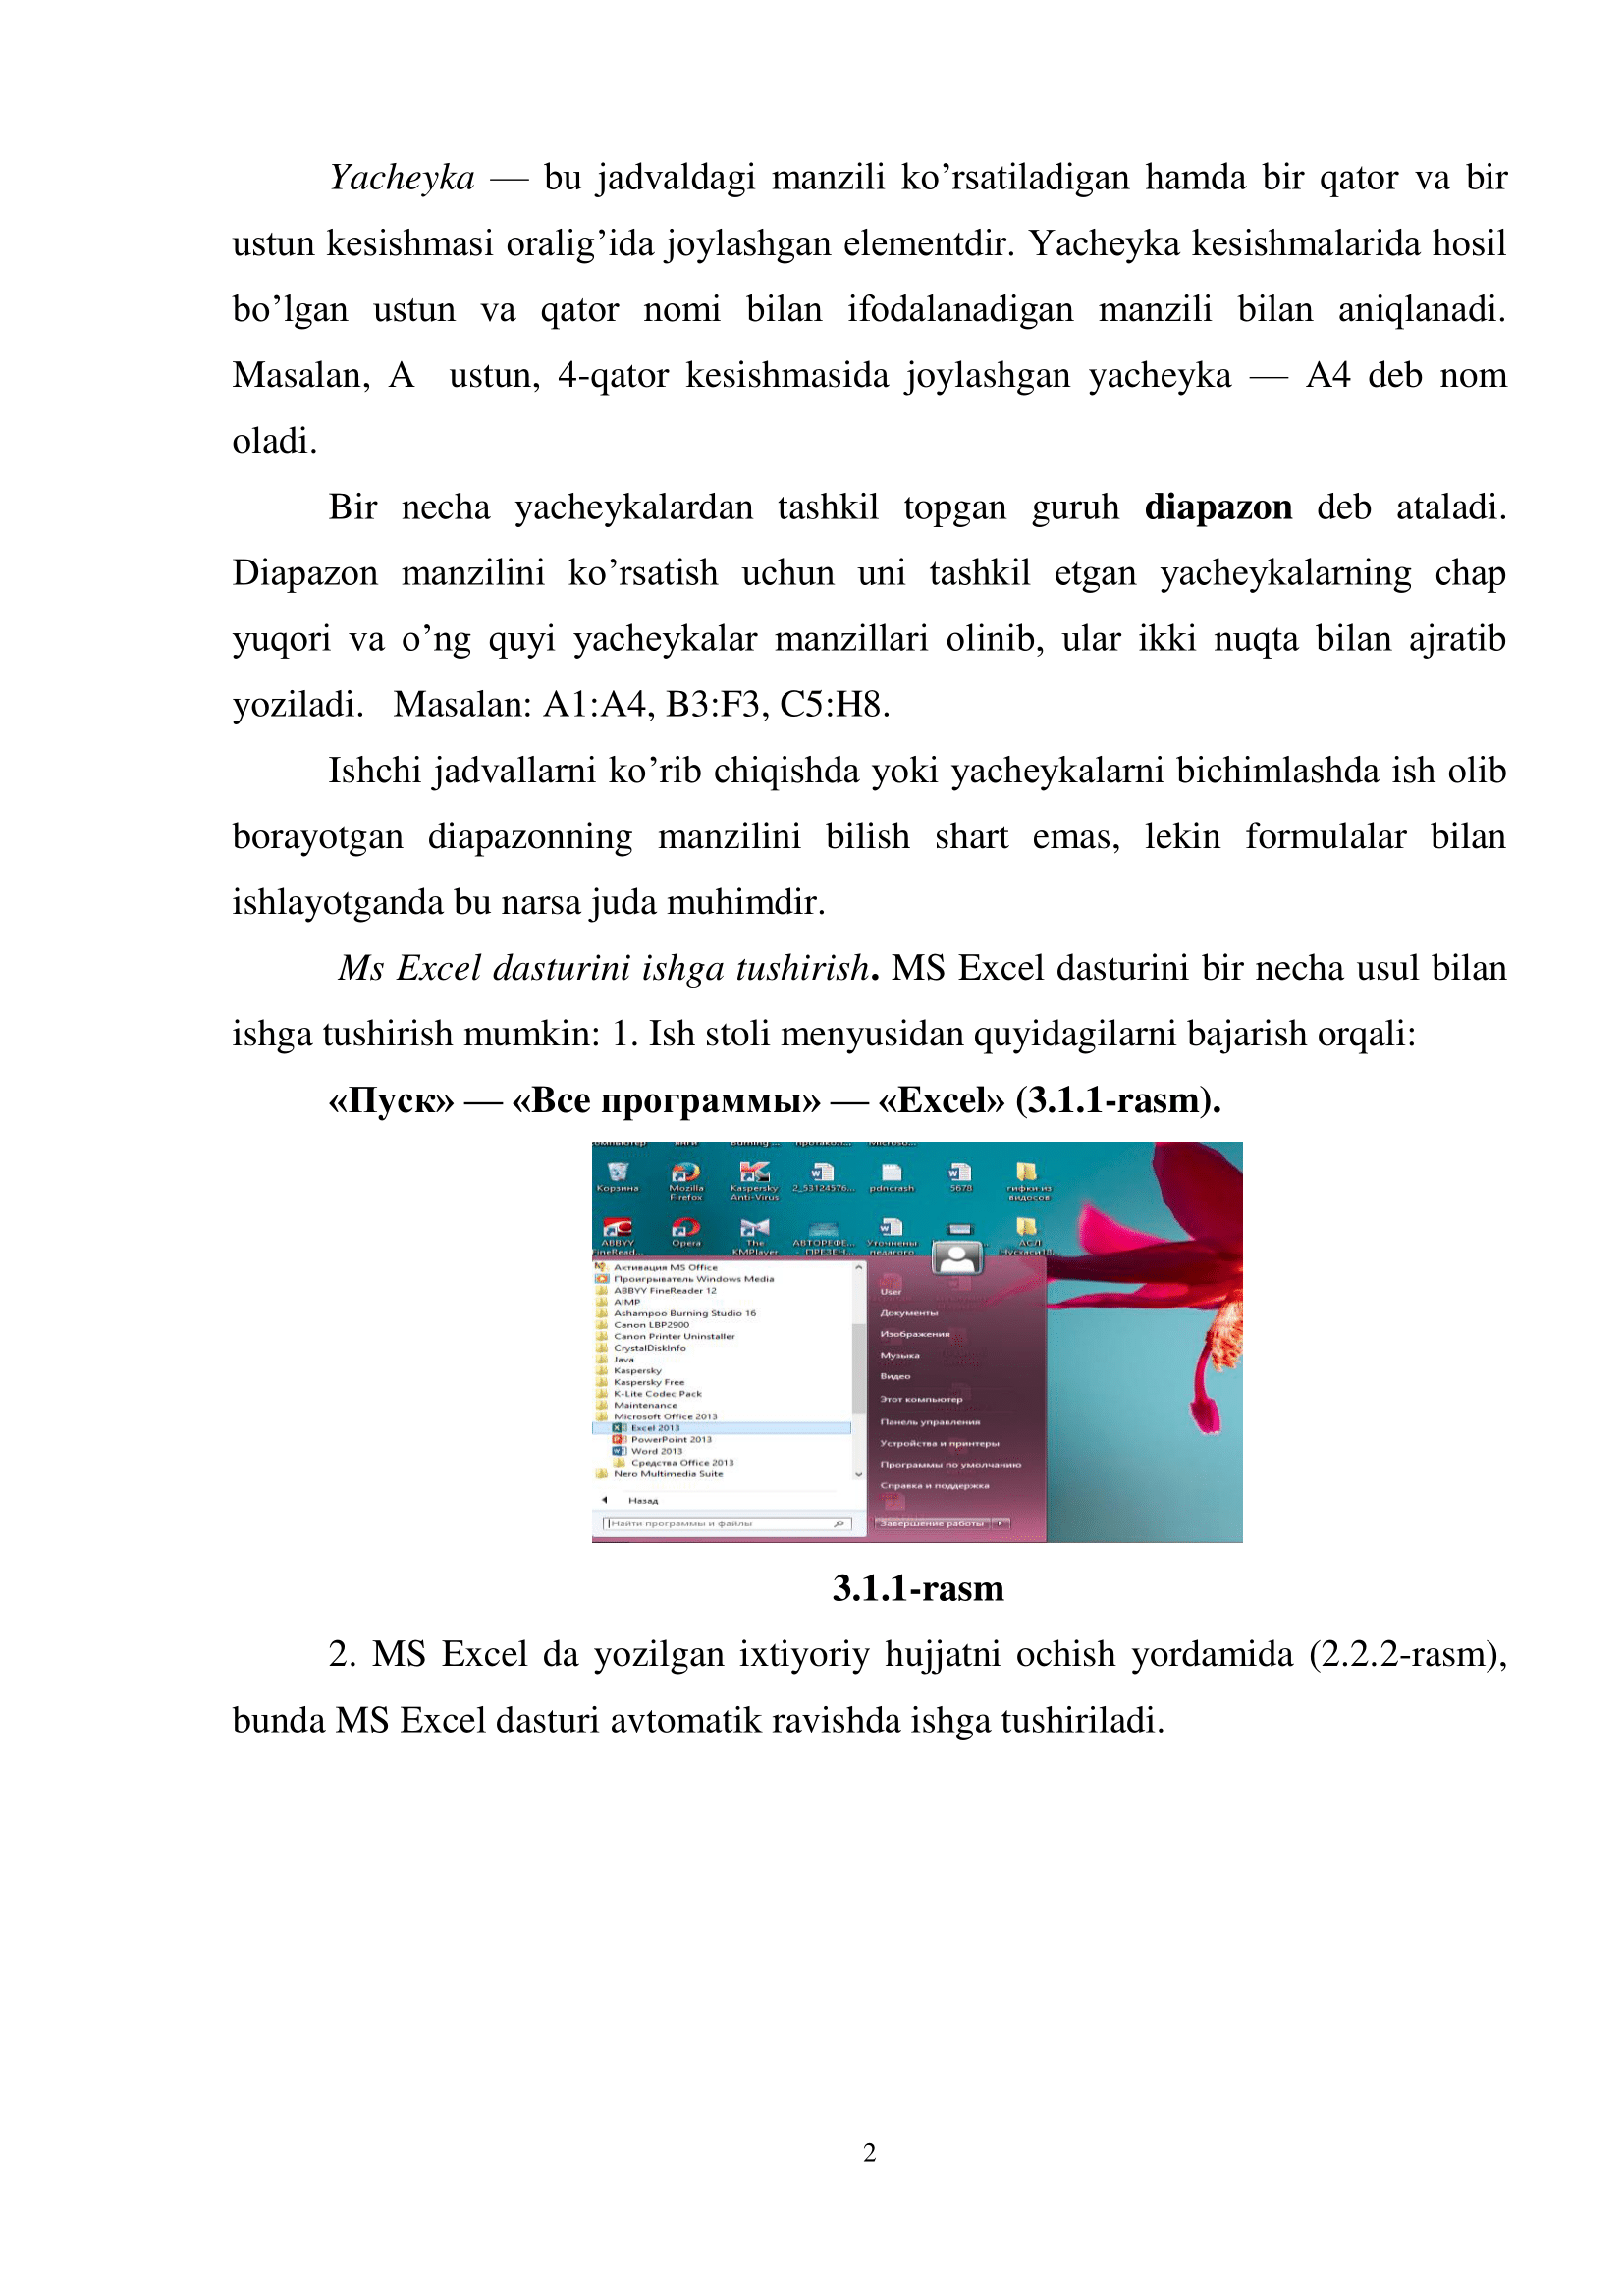 Yacheyka — bu jadvaldagi manzili ko’rsatiladigan hamda bir qator va bir
ustun kesishmasi oralig’ida joylashgan elementdir. Yacheyka kesishmalarida hosil
bo’lgan ustun va qator nomi bilan ifodalanadigan manzili bilan aniqlanadi.
Masalan, A ustun, 4-qator kesishmasida joylashgan yacheyka — A4 deb nom
oladi.
Bir necha yacheykalardan tashkil topgan guruh diapazon deb ataladi.
Diapazon manzilini ko’rsatish uchun uni tashkil etgan yacheykalarning chap
yuqori va o’ng quyi yacheykalar manzillari olinib, ular ikki nuqta bilan ajratib
yoziladi. Masalan: A1:A4, B3:F3, C5:H8.
Ishchi jadvallarni ko’rib chiqishda yoki yacheykalarni bichimlashda ish olib
borayotgan diapazonning manzilini bilish shart emas, lekin formulalar bilan
ishlayotganda bu narsa juda muhimdir.
Ms Excel dasturini ishga tushirish. MS Excel dasturini bir necha usul bilan
ishga tushirish mumkin: 1. Ish stoli menyusidan quyidagilarni bajarish orqali:
«Пуск» — «Все программы» — «Excel» (3.1.1-rasm).
Корзина
Mozilla
Firefox
Kaspersky
Anti-Virus
2_53124576...
pdncrash
5678
гифки из
видосов
ABBYY
FineRead...
Opera
The
KMPlayer
АВТОРЕФЕ...
- ПРЕЗЕН...
Уточнены
педагого
АСЛ
Активация MS Office
Проигрыватель Windows Media
ABBYY FineReader 12
AIMP
Ashampoo Burning Studio 16
Canon LBP2900
Canon Printer Uninstaller
CrystalDiskInfo
Java
Kaspersky
Kaspersky Free
K-Lite Codec Pack
Maintenance
Microsoft Office 2013
Excel 2013
PowerPoint 2013
Word 2013
Средства Office 2013
Nero Multimedia Suite
Назад
Найти программы и файлы
User
Документы
Изображения
Музыка
Видео
Этот компьютер
Панель управления
Устройства и принтеры
Программы по умолчанию
Справка и поддержка
Завершение работы
3.1.1-rasm
2. MS Excel da yozilgan ixtiyoriy hujjatni ochish yordamida (2.2.2-rasm),
bunda MS Excel dasturi avtomatik ravishda ishga tushiriladi.
2